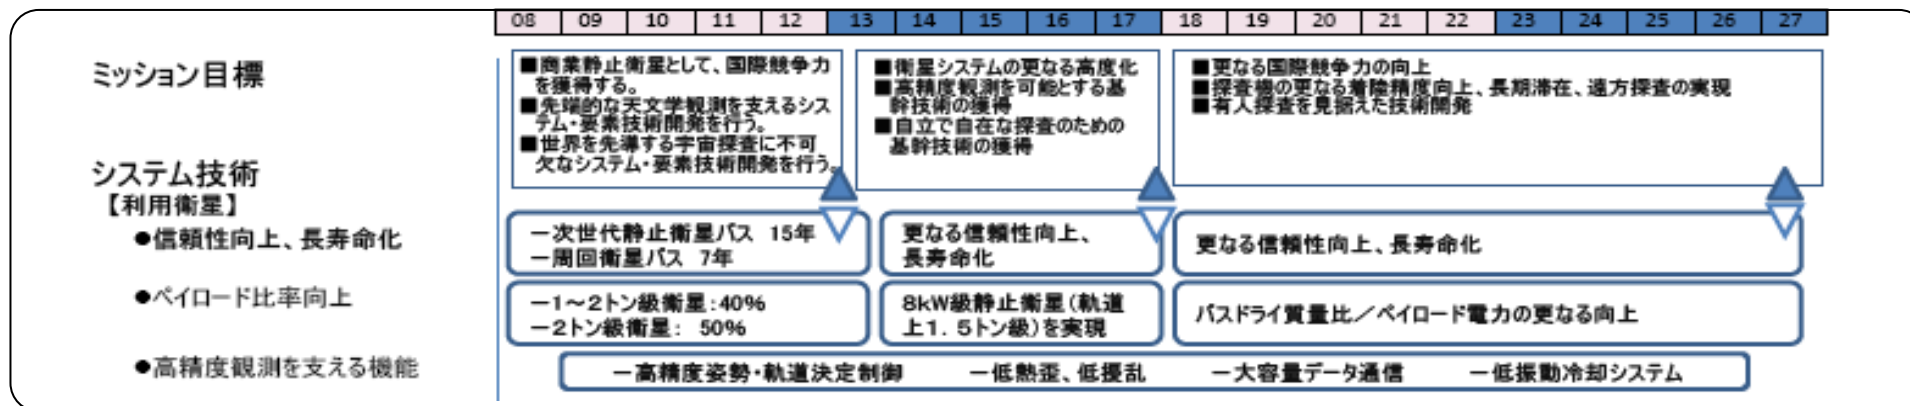 08 09 10 11 12 13 14 15 16 17 18 19 20 21 22 23 24 25 26 27
ミッション目標
■商業静止衛星として、国際競争力
を獲得する。
■先端的な天文学観測を支えるシス
テム・要素技術開発を行う。
■世界を先導する宇宙探査に不可
欠なシステム・要素技術開発を行う。
■衛星システムの更なる高度化
■高精度観測を可能とする基
幹技術の獲得
■自立で自在な探査のための
基幹技術の獲得
■更なる国際競争力の向上
■探査機の更なる着陸精度向上、長期滞在、遠方探査の実現
■有人探査を見据えた技術開発
システム技術
【利用衛星】
●信頼性向上、長寿命化
－次世代静止衛星バス 15年
－周回衛星バス 7年
更なる信頼性向上、
長寿命化
更なる信頼性向上、長寿命化
●ペイロード比率向上
－1～2トン級衛星：40%
－2トン級衛星： 50%
8kW級静止衛星（軌道
上1．5トン級）を実現
バスドライ質量比／ペイロード電力の更なる向上
●高精度観測を支える機能
－高精度姿勢・軌道決定制御 －低熱歪、低擾乱 －大容量データ通信 －低振動冷却システム